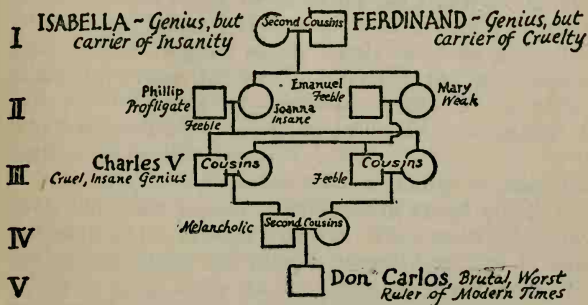 I
ISABELLA ~ Genius, but
carrier of Insanity
Second Cousins
FERDINAND ~ Genius, but
carrier of Cruelty
II
Phillip
Profligate
Feeble
Joanna
Insane
Emanuel
Feeble
Mary
Weak
III
Charles V
Cruel, Insane Genius
Cousins
Feeble
Cousins
IV
Melancholic
Second Cousins
V
Don Carlos, Brutal, Worst
Ruler of Modern Times